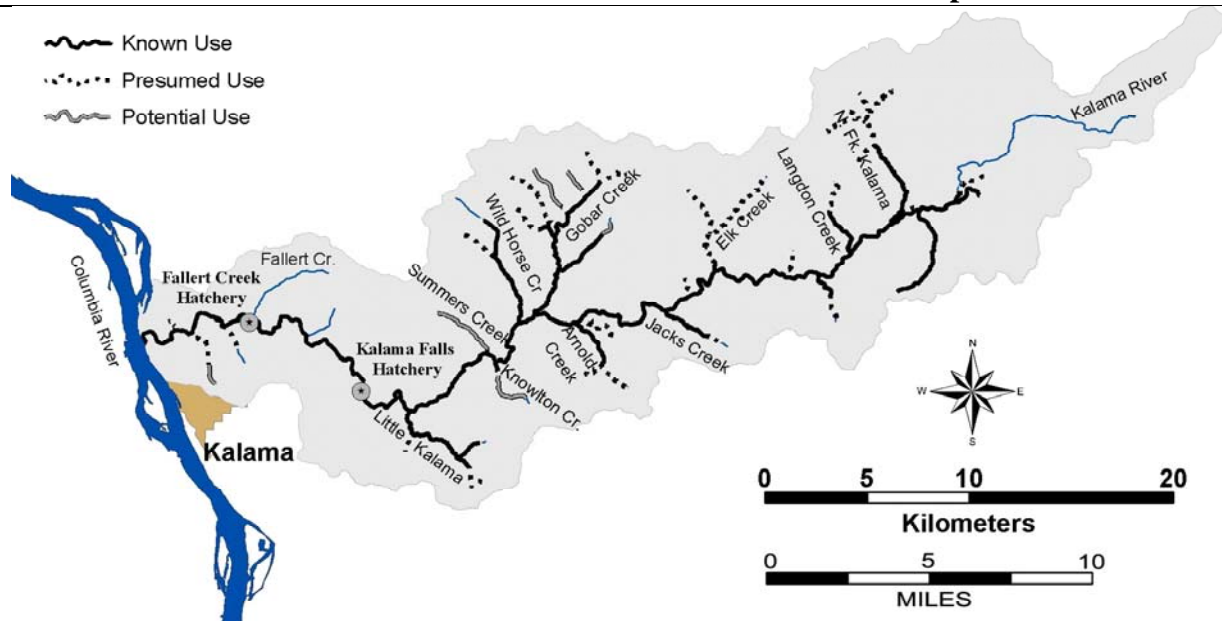 Known Use
Presumed Use
Potential Use
Kalama River
N. Fk. Kalama
Langdon Creek
Elk Creek
Gobar Creek
Wild Horse Cr
Fallert Cr.
Fallert Creek
Hatchery
Columbia River
Summers Creek
Kalama Falls
Hatchery
Arnold
Creek
Jacks Creek
Knowlton Cr.
Little Kalama
Kalama
N
W E
S
0 5 10 20
Kilometers
0 5 10
MILES